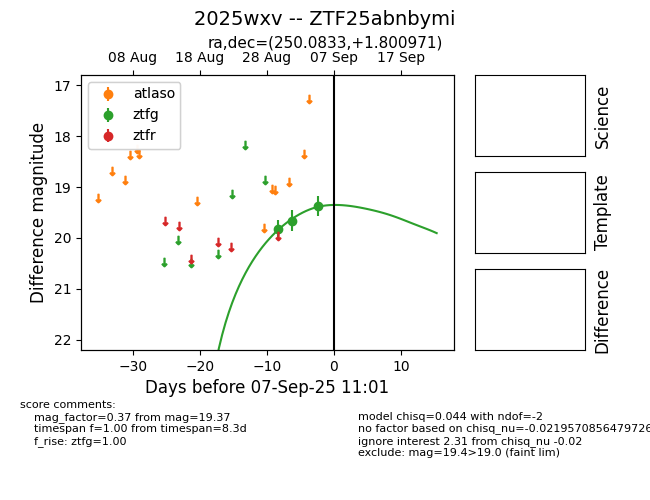 2025wxv -- ZTF25abnbymi
ra,dec=(250.0833,+1.800971)
08 Aug 18 Aug 28 Aug 07 Sep 17 Sep
17
18
19
20
21
22
Difference magnitude
atlaso
ztfg
ztfr
−30 −20 −10 0 10
Days before 07-Sep-25 11:01
Science
Template
Difference
score comments:
mag_factor=0.37 from mag=19.37
timespan f=1.00 from timespan=8.3d
f_rise: ztfg=1.00
model chisq=0.044 with ndof=-2
no factor based on chisq_nu=-0.0219570856479726
ignore interest 2.31 from chisq_nu -0.02
exclude: mag=19.4>19.0 (faint lim)